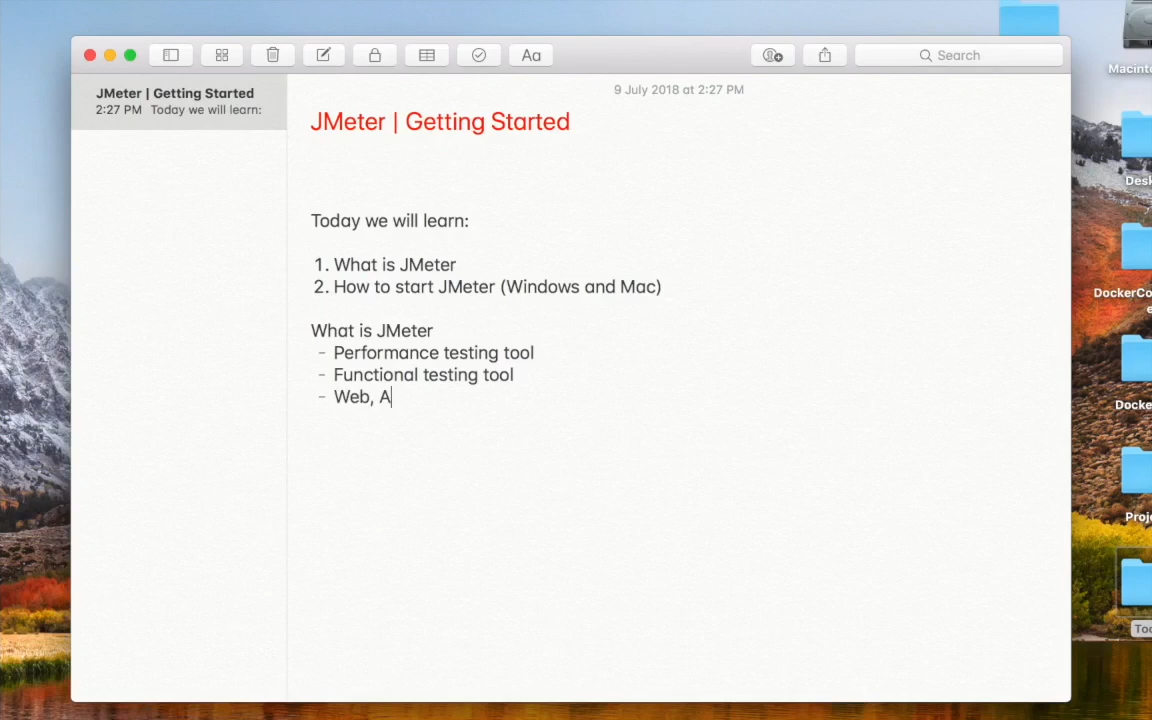 Aa
Search
JMeter | Getting Started
2:27 PM Today we will learn:
9 July 2018 at 2:27 PM
JMeter | Getting Started
Today we will learn:
1. What is JMeter
2. How to start JMeter (Windows and Mac)
What is JMeter
- Performance testing tool
- Functional testing tool
- Web, A
Macinto
Desk
DockerCo
e
Docke
Proje
Too